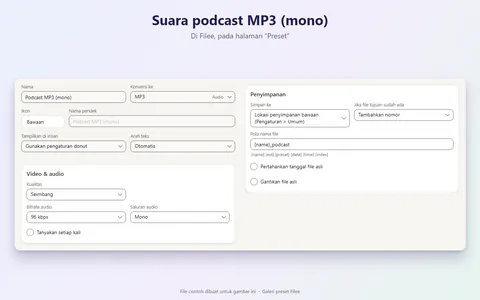 Suara podcast MP3 (mono)
Di Filee, pada halaman "Preset"
Nama
Podcast MP3 (mono)
Konversi ke
MP3
Audio
Ikon
Bawaan
Nama pendek
Podcast MP3 (mono)
Tampilkan di irisan
Gunakan pengaturan donut
Arah teks
Otomatis
Video & audio
Kualitas
Seimbang
Bitrate audio
96 kbps
Saluran audio
Mono
Tanyakan setiap kali
Penyimpanan
Simpan ke
Lokasi penyimpanan bawaan
(Pengaturan > Umum)
Jika file tujuan sudah ada
Tambahkan nomor
Pola nama file
{name}_podcast
{name} {ext} {preset} {date} {time} {index}
Pertahankan tanggal file asli
Gantikan file asli
File contoh dibuat untuk gambar ini · Galeri preset Filee